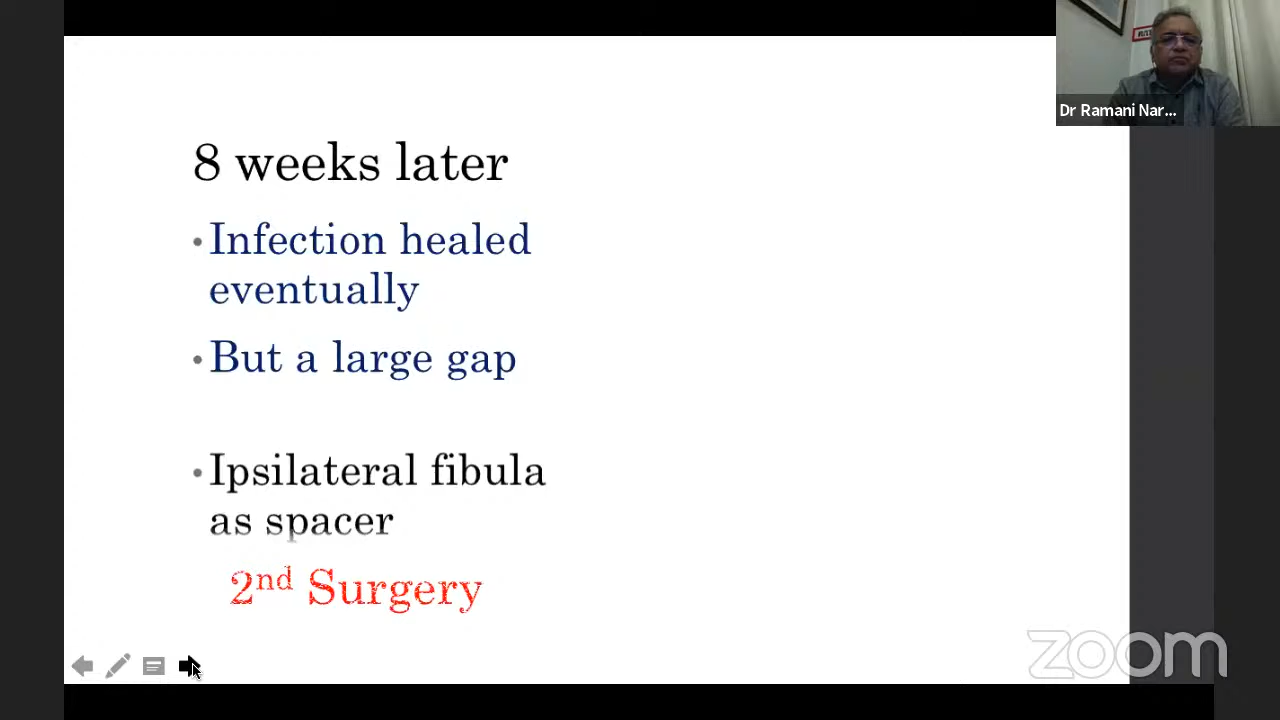 Dr Ramani Nar...
8 weeks later
• Infection healed
eventually
• But a large gap
• Ipsilateral fibula
as spacer
2nd Surgery
zoom